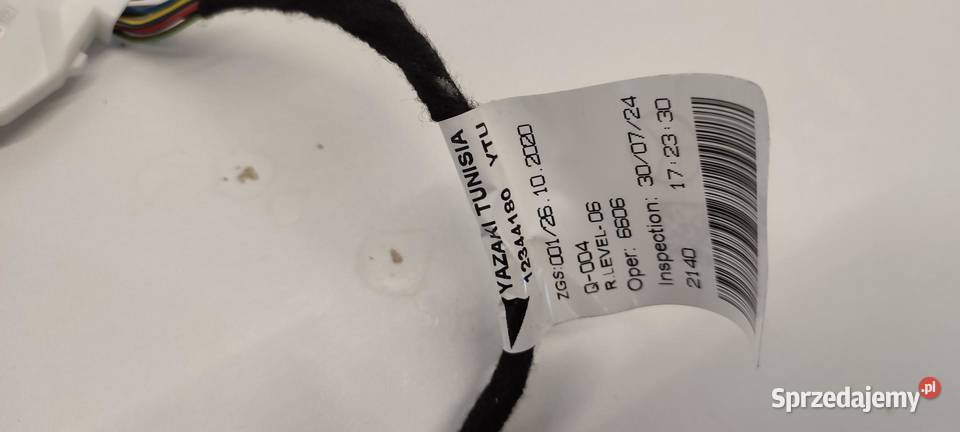 YAZAKI TUNISIA
12344180 YTU
ZGS:001/26.10.2020
Q-004
R.LEVEL-06
Oper: 6606
Inspection: 30/07/24
17:23:30
2140
Sprzedajemy.pl